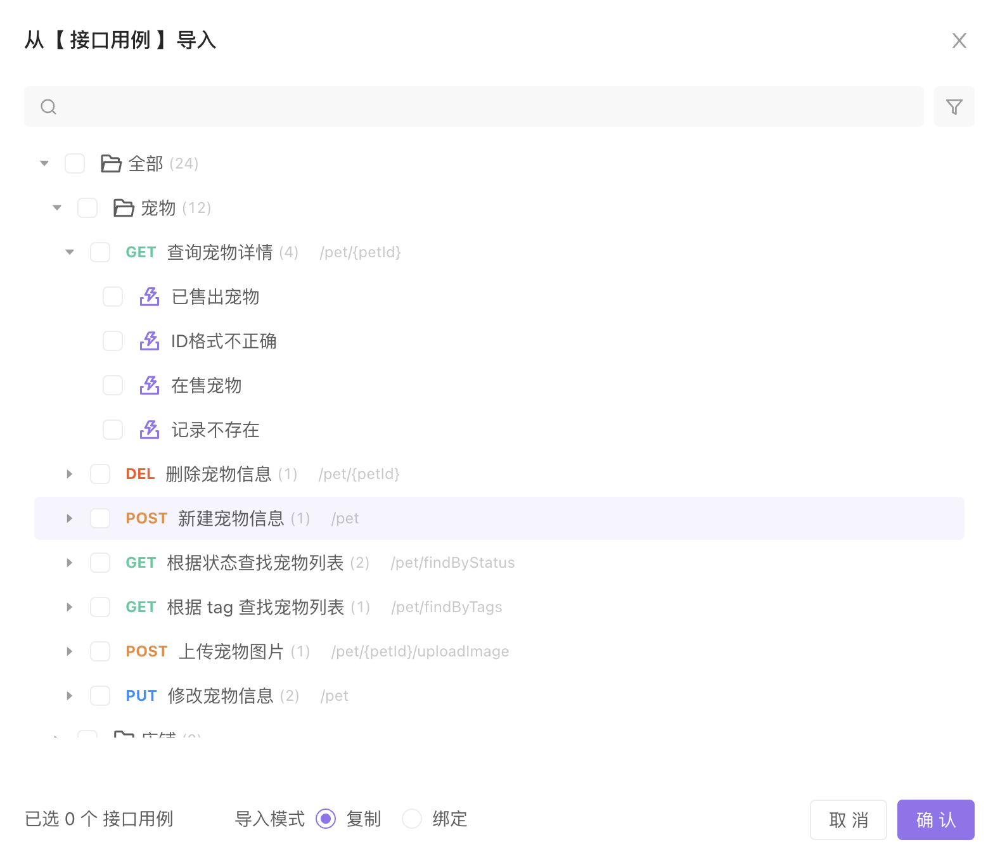 从【 接口用例 】导入
全部 (24)
宠物 (12)
GET 查询宠物详情 (4) /pet/{petId}
已售出宠物
ID格式不正确
在售宠物
记录不存在
DEL 删除宠物信息 (1) /pet/{petId}
POST 新建宠物信息 (1) /pet
GET 根据状态查找宠物列表 (2) /pet/findByStatus
GET 根据 tag 查找宠物列表 (1) /pet/findByTags
POST 上传宠物图片 (1) /pet/{petId}/uploadImage
PUT 修改宠物信息 (2) /pet
已选 0 个 接口用例 导入模式 复制 绑定 取 消 确 认